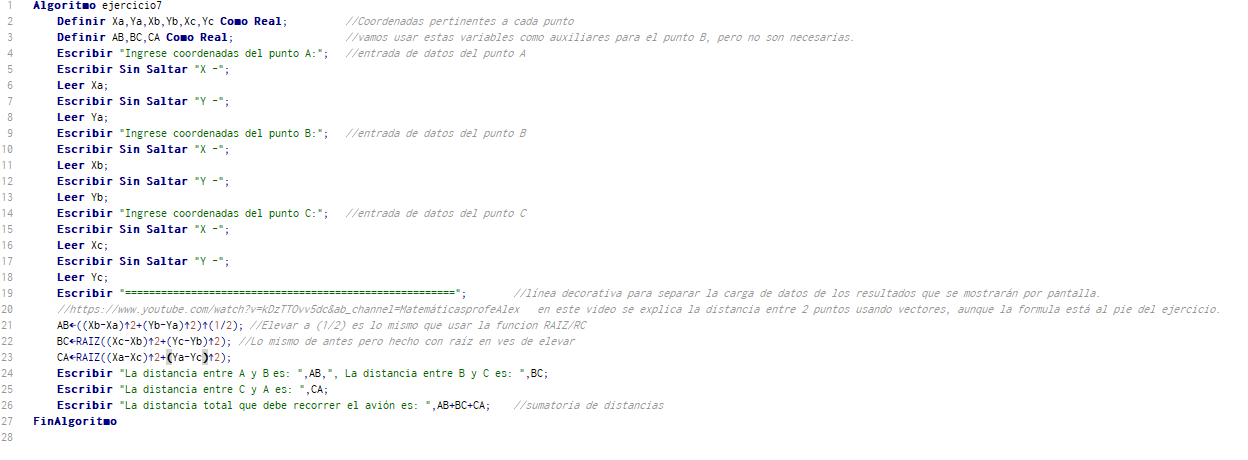 1 Algoritmo ejercicio7
2 Definir Xa,Ya,Xb,Yb,Xc,Yc Como Real; //Coordenadas pertinentes a cada punto
3 Definir AB,BC,CA Como Real; //vamos usar estas variables como auxiliares para el punto B, pero no son necesarias.
4 Escribir "Ingrese coordenadas del punto A:"; //entrada de datos del punto A
5 Escribir Sin Saltar "X -";
6 Leer Xa;
7 Escribir Sin Saltar "Y -";
8 Leer Ya;
9 Escribir "Ingrese coordenadas del punto B:"; //entrada de datos del punto B
10 Escribir Sin Saltar "X -";
11 Leer Xb;
12 Escribir Sin Saltar "Y -";
13 Leer Yb;
14 Escribir "Ingrese coordenadas del punto C:"; //entrada de datos del punto C
15 Escribir Sin Saltar "X -";
16 Leer Xc;
17 Escribir Sin Saltar "Y -";
18 Leer Yc;
19 Escribir "======================================================="; //línea decorativa para separar la carga de datos de los resultados que se mostrarán por pantalla.
20 //https://www.youtube.com/watch?v=kDzTTOvv5dc&ab_channel=MatemáticasprofeAlex en este video se explica la distancia entre 2 puntos usando vectores, aunque la formula está al pie del ejercicio.
21 AB←((Xb-Xa)↑2+(Yb-Ya)↑2)↑(1/2); //Elevar a (1/2) es lo mismo que usar la funcion RAIZ/RC
22 BC←RAIZ((Xc-Xb)↑2+(Yc-Yb)↑2); //Lo mismo de antes pero hecho con raíz en ves de elevar
23 CA←RAIZ((Xa-Xc)↑2+(Ya-Yc)↑2);
24 Escribir "La distancia entre A y B es: ",AB,", La distancia entre B y C es: ",BC;
25 Escribir "La distancia entre C y A es: ",CA;
26 Escribir "La distancia total que debe recorrer el avión es: ",AB+BC+CA; //sumatoria de distancias
27 FinAlgoritmo
28